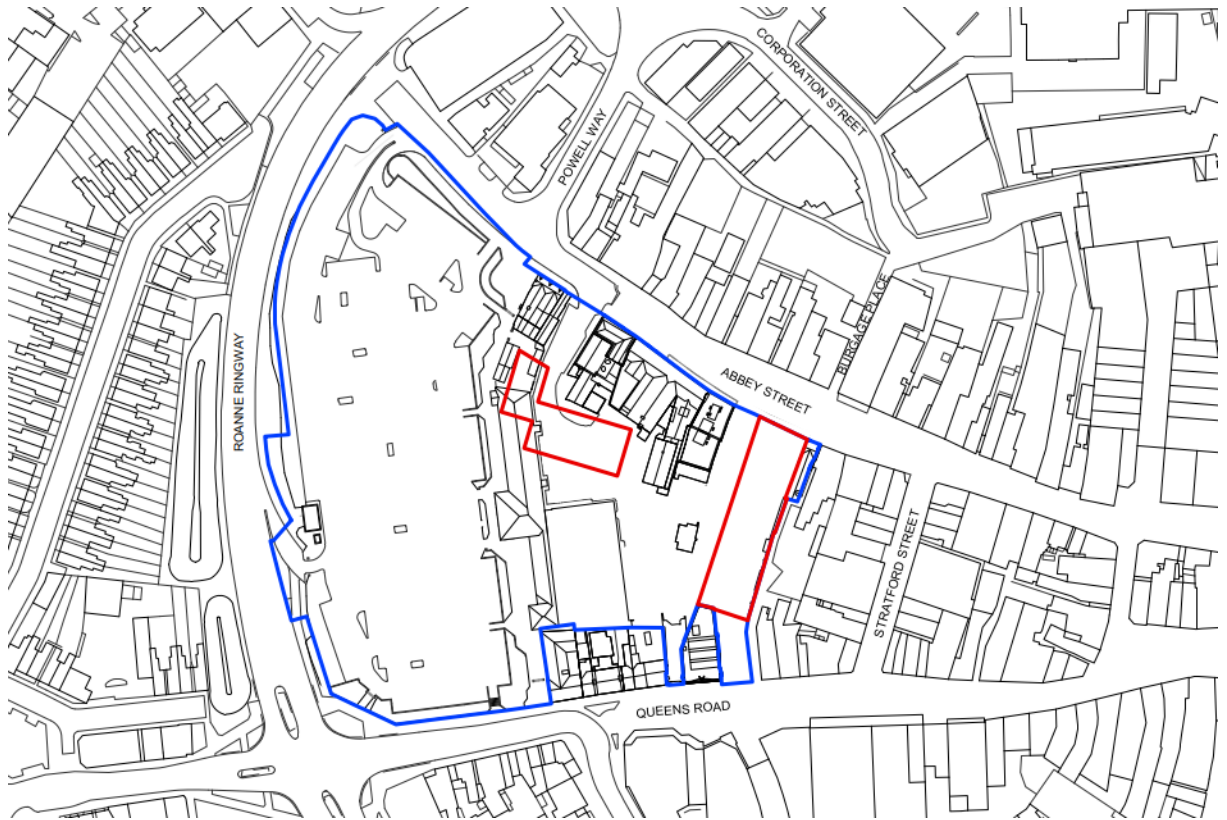 CORPORATION STREET
POWELL WAY
BURGAGE PLACE
ROANNE RINGWAY
ABBEY STREET
STRATFORD STREET
QUEENS ROAD